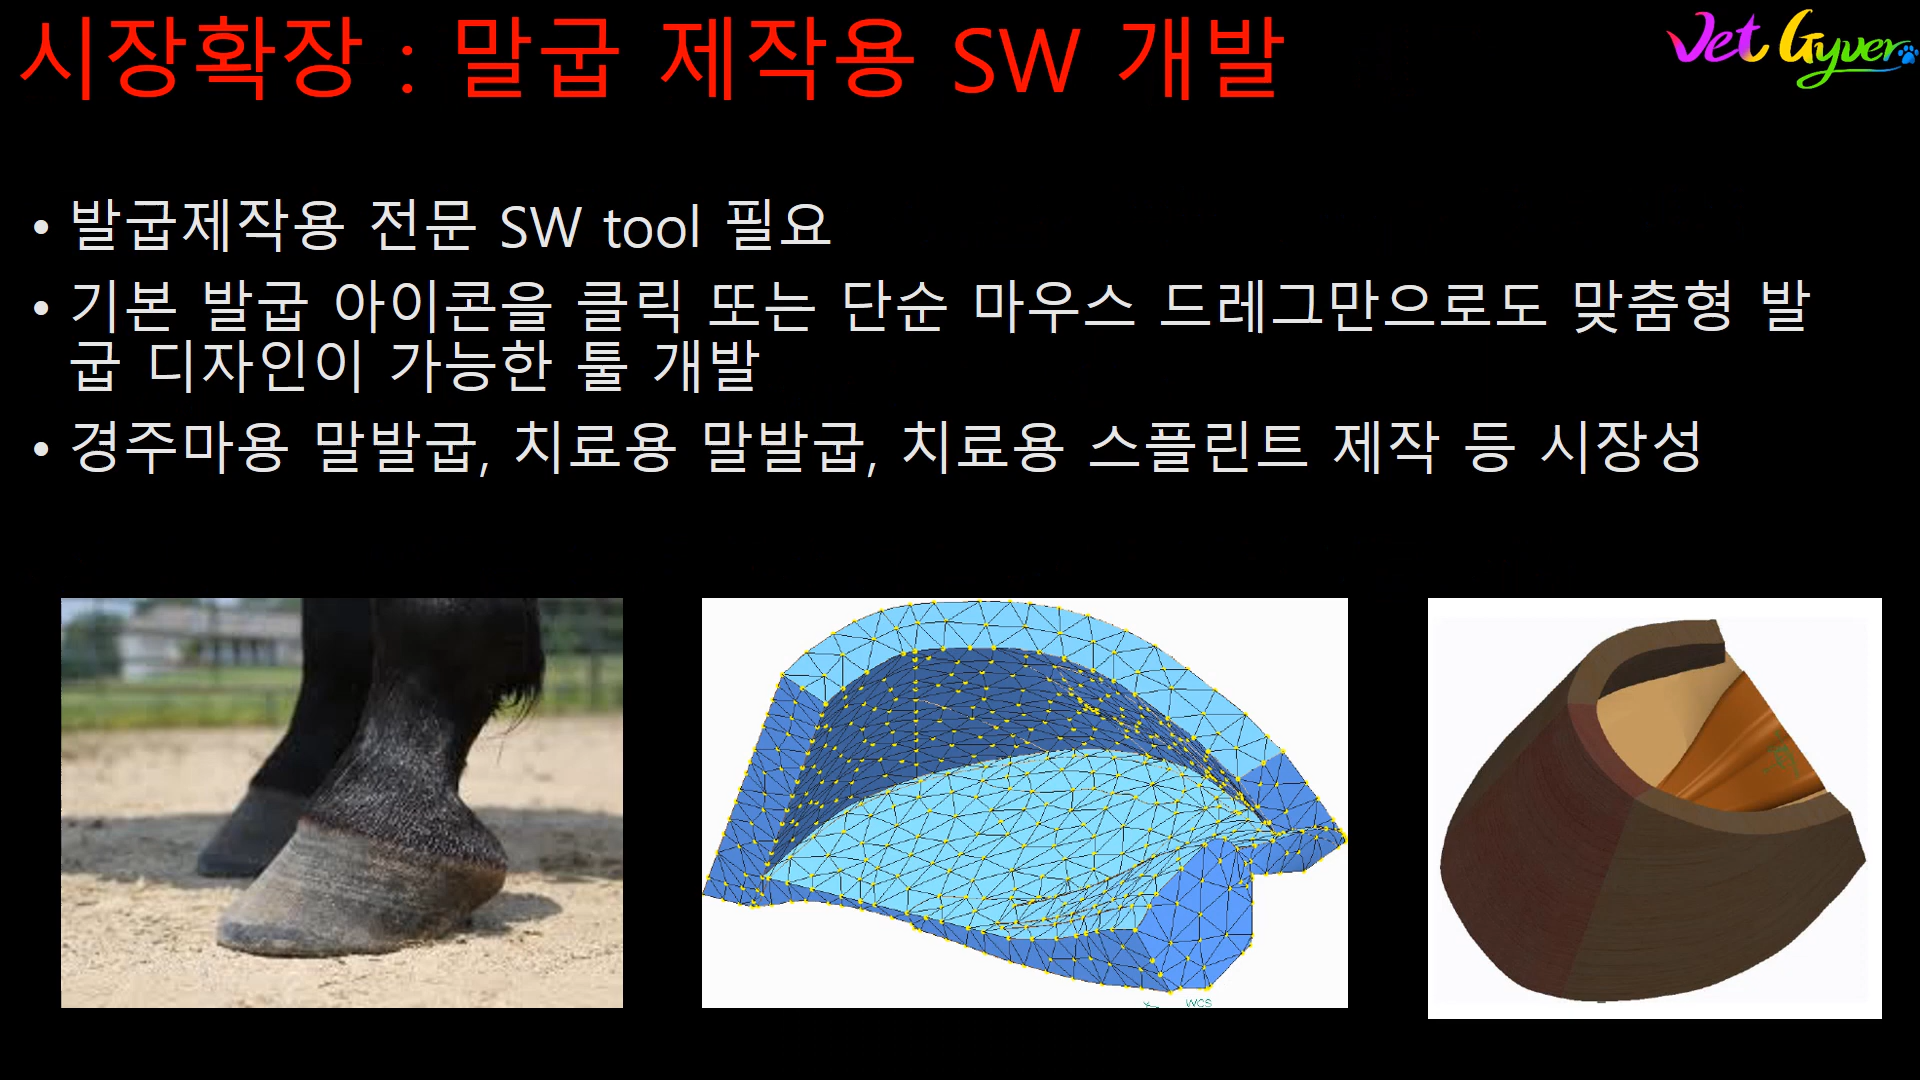 시장확장 : 말굽 제작용 SW 개발
Vet Gyver
• 발굽제작용 전문 SW tool 필요
• 기본 발굽 아이콘을 클릭 또는 단순 마우스 드레그만으로도 맞춤형 발
굽 디자인이 가능한 툴 개발
• 경주마용 말발굽, 치료용 말발굽, 치료용 스플린트 제작 등 시장성
WCS